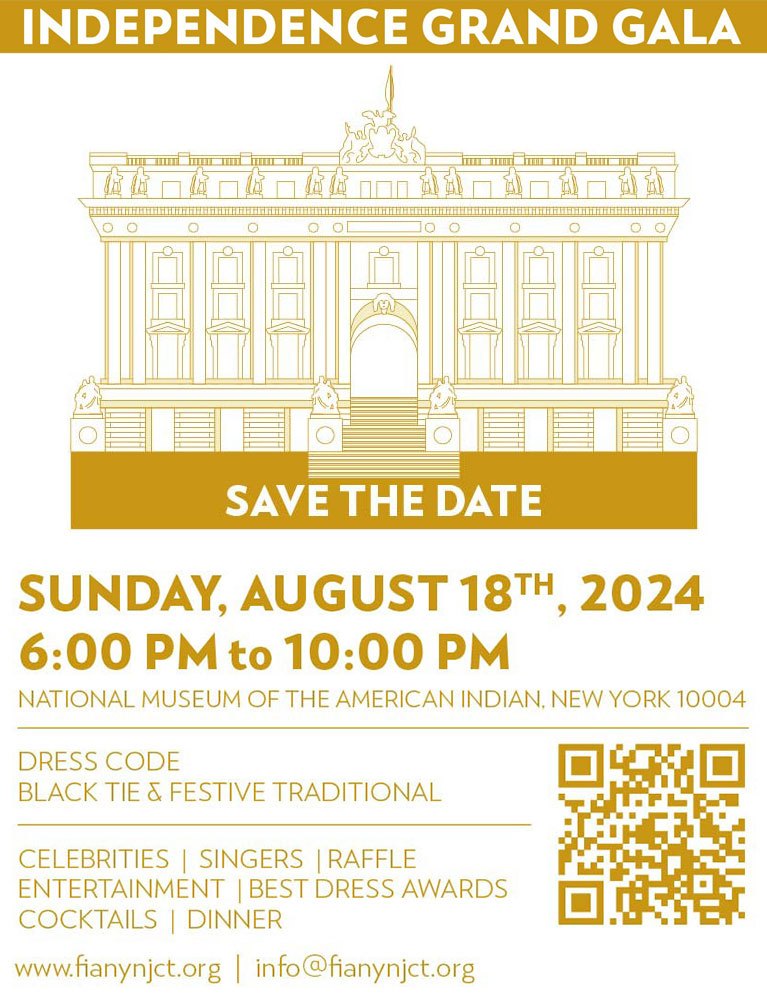 INDEPENDENCE GRAND GALA
SAVE THE DATE
SUNDAY, AUGUST 18TH, 2024
6:00 PM to 10:00 PM
NATIONAL MUSEUM OF THE AMERICAN INDIAN, NEW YORK 10004
DRESS CODE
BLACK TIE & FESTIVE TRADITIONAL
CELEBRITIES | SINGERS | RAFFLE
ENTERTAINMENT | BEST DRESS AWARDS
COCKTAILS | DINNER
www.fianynjct.org | info@fianynjct.org